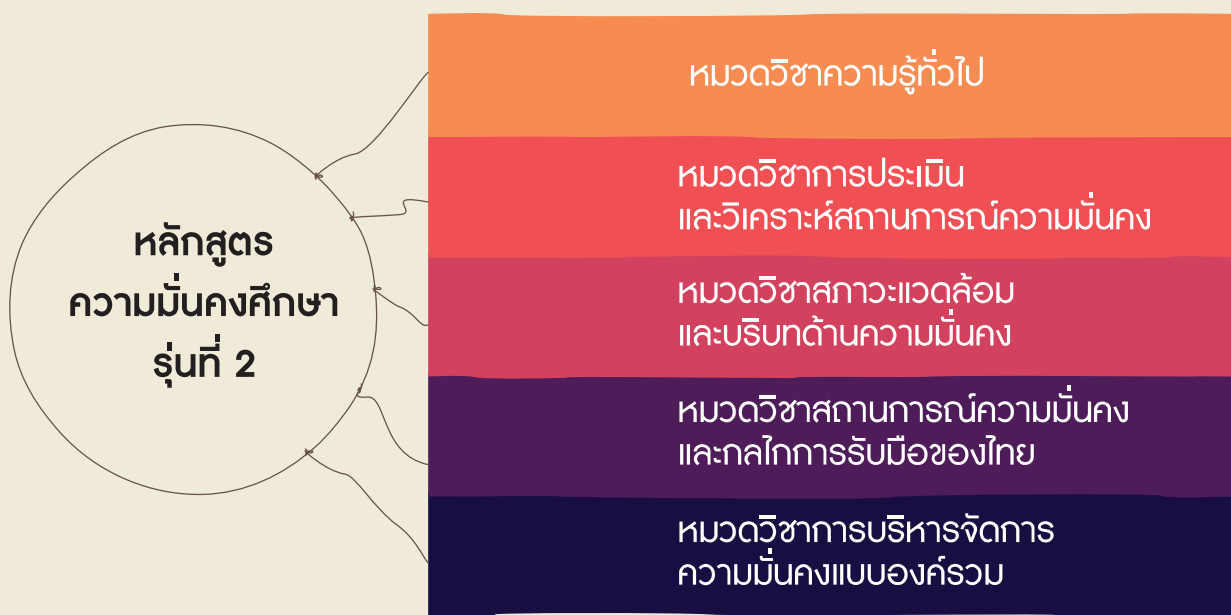 หลักสูตร
ความมั่นคงศึกษา
รุ่นที่ 2
หมวดวิชาความรู้ทั่วไป
หมวดวิชาการประเมิน
และวิเคราะห์สถานการณ์ความมั่นคง
หมวดวิชาสภาวะแวดล้อม
และบริบทด้านความมั่นคง
หมวดวิชาสถานการณ์ความมั่นคง
และกลไกการรับมือของไทย
หมวดวิชาการบริหารจัดการ
ความมั่นคงแบบองค์รวม